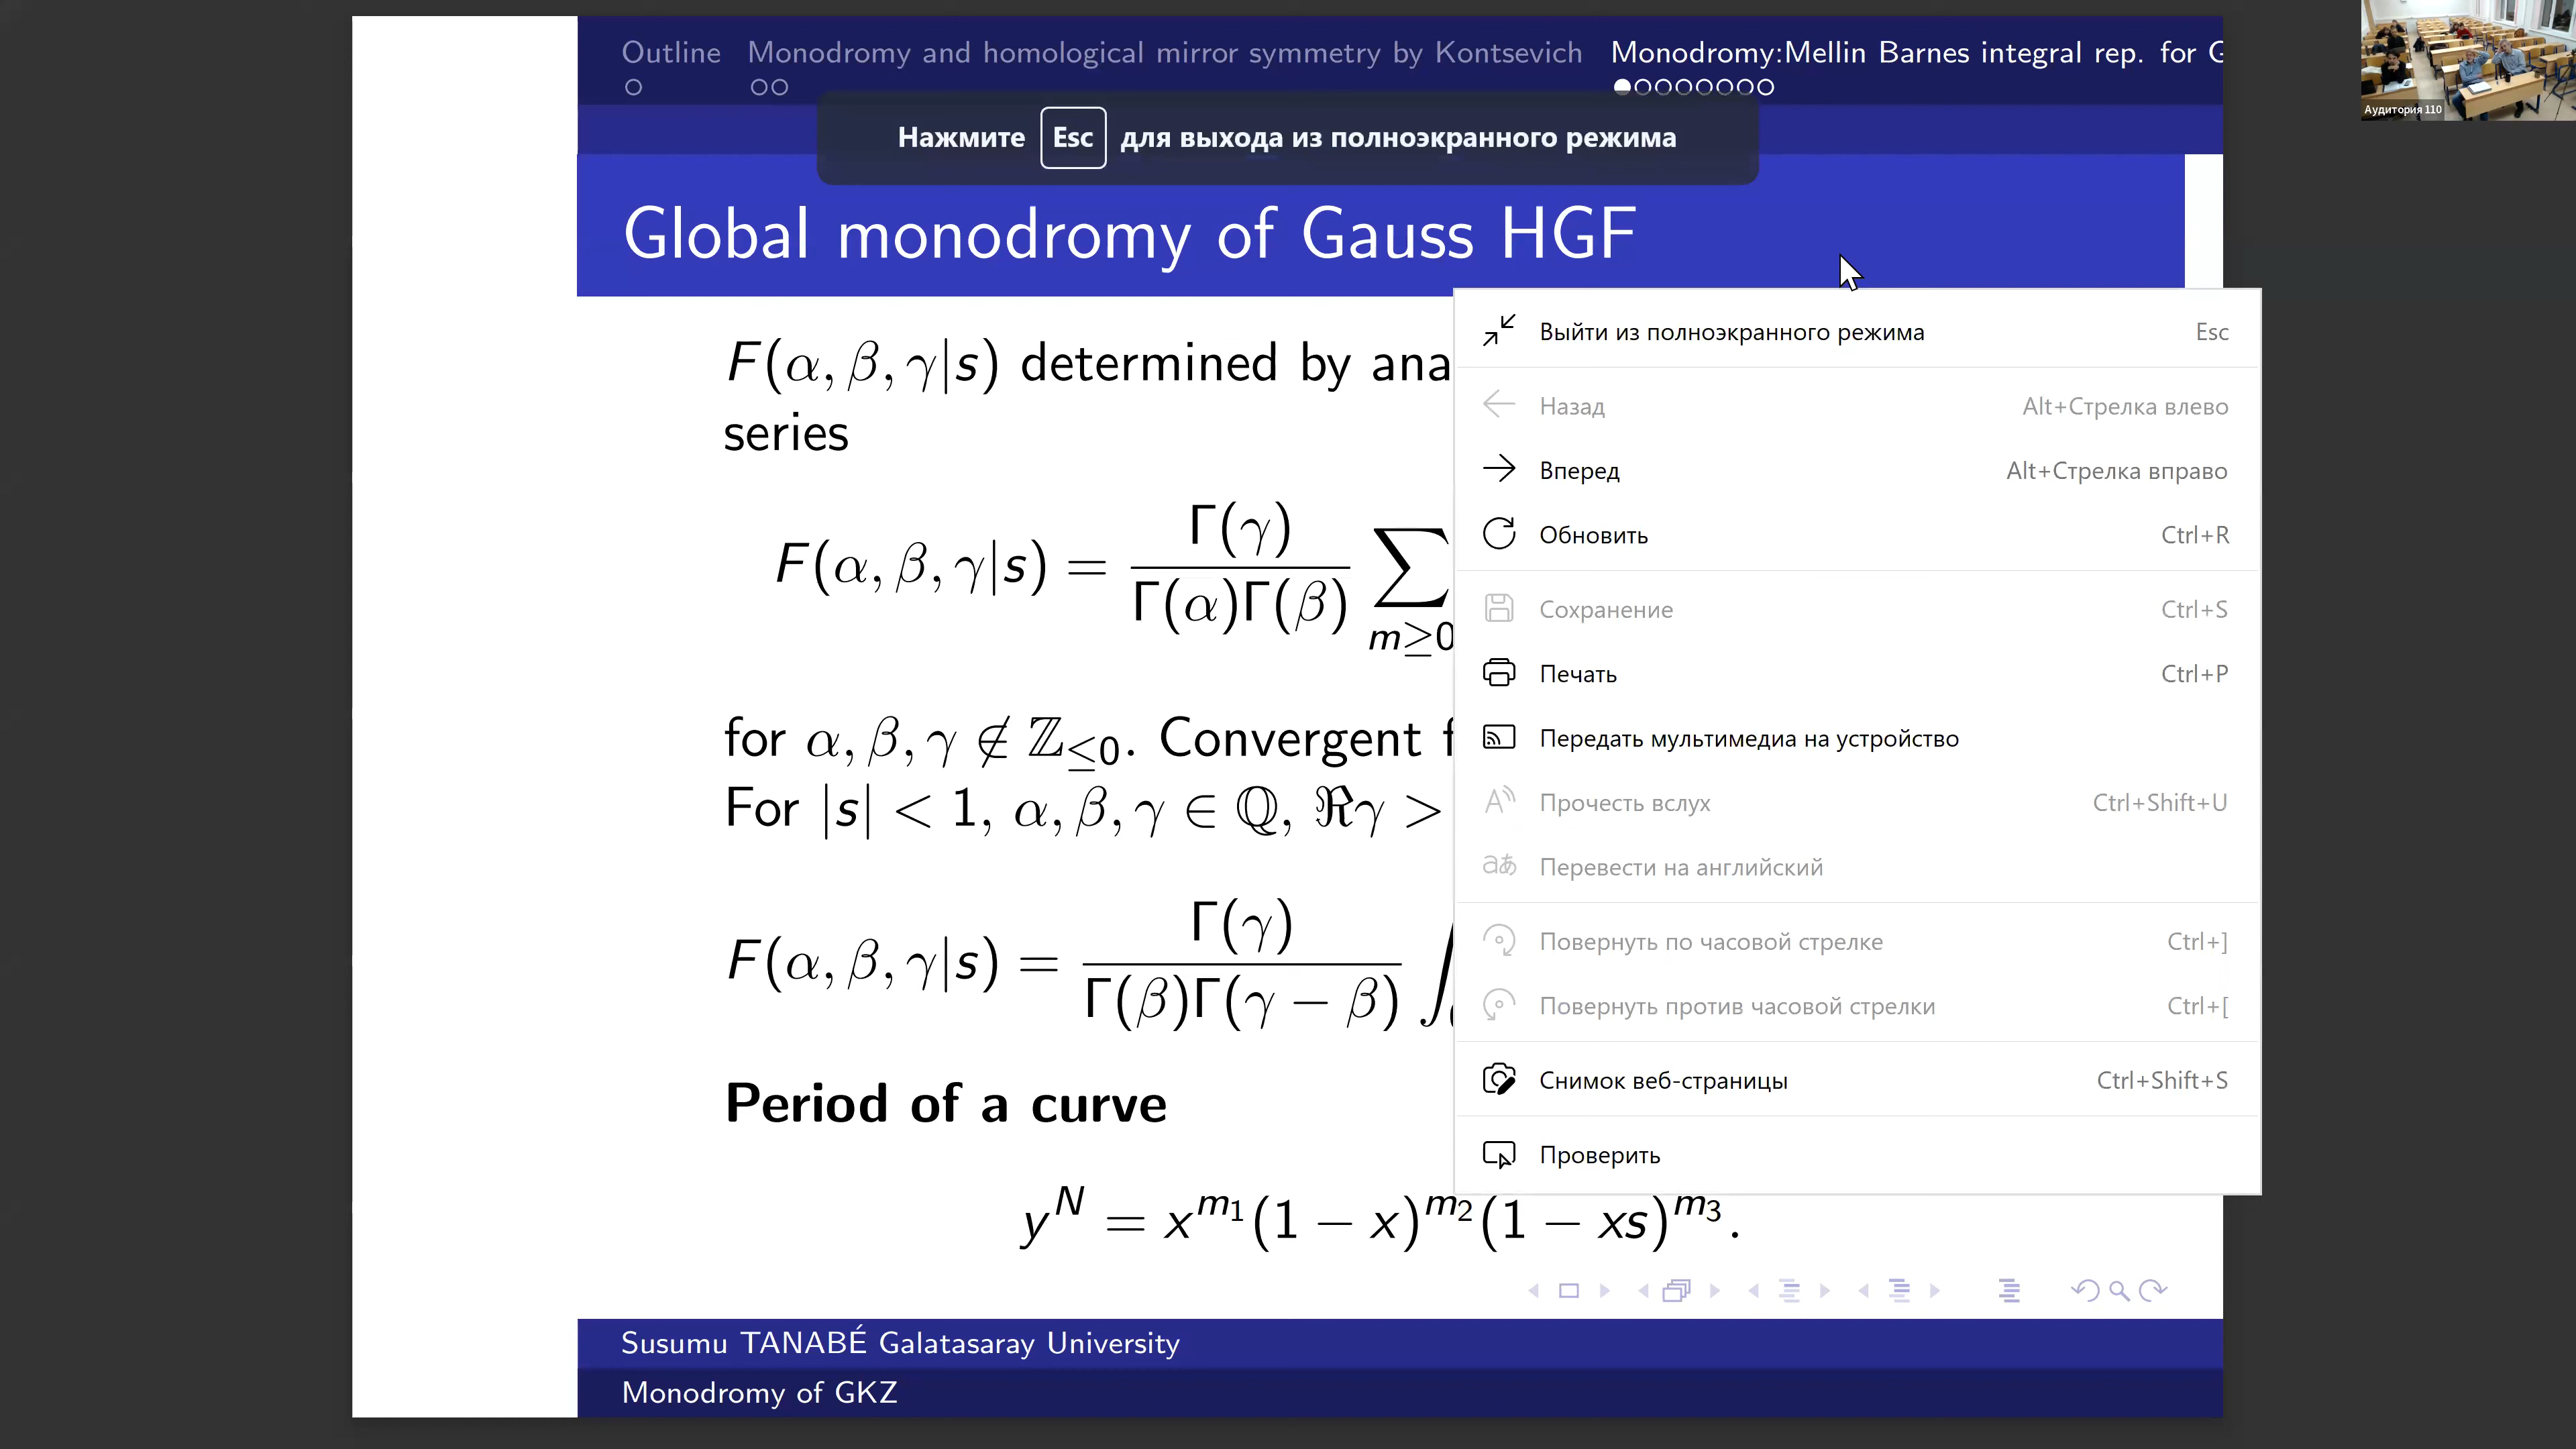 Outline Monodromy and homological mirror symmetry by Kontsevich Monodromy:Mellin Barnes integral rep. for G
Аудитория 110
Нажмите Esc для выхода из полноэкранного режима
Global monodromy of Gauss HGF
F(α, β, γ|s) determined by ana
series
F(α, β, γ|s) = Γ(γ) / Γ(α)Γ(β) ∑ m≥0
for α, β, γ ∉ ℤ≤0. Convergent f
For |s| < 1, α, β, γ ∈ ℚ, ℜγ >
F(α, β, γ|s) = Γ(γ) / Γ(β)Γ(γ − β) ∫
Period of a curve
y^N = x^{m_1}(1 − x)^{m_2}(1 − xs)^{m_3}.
Выйти из полноэкранного режима Esc
Назад Alt+Стрелка влево
Вперед Alt+Стрелка вправо
Обновить Ctrl+R
Сохранение Ctrl+S
Печать Ctrl+P
Передать мультимедиа на устройство
Прочесть вслух Ctrl+Shift+U
Перевести на английский
Повернуть по часовой стрелке Ctrl+]
Повернуть против часовой стрелки Ctrl+[
Снимок веб-страницы Ctrl+Shift+S
Проверить
Susumu TANABÉ Galatasaray University
Monodromy of GKZ